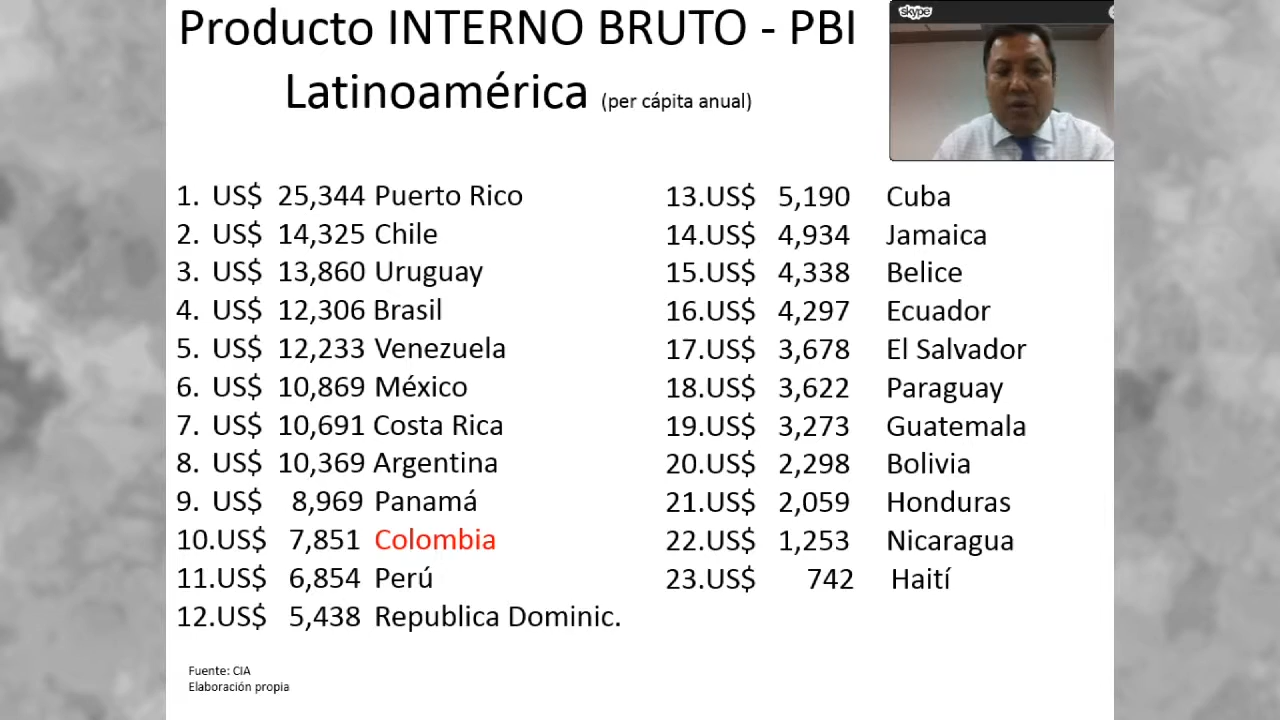 Producto INTERNO BRUTO - PBI
Latinoamérica (per cápita anual)
skype
1. US$ 25,344 Puerto Rico
2. US$ 14,325 Chile
3. US$ 13,860 Uruguay
4. US$ 12,306 Brasil
5. US$ 12,233 Venezuela
6. US$ 10,869 México
7. US$ 10,691 Costa Rica
8. US$ 10,369 Argentina
9. US$ 8,969 Panamá
10.US$ 7,851 Colombia
11.US$ 6,854 Perú
12.US$ 5,438 Republica Dominic.
13.US$ 5,190 Cuba
14.US$ 4,934 Jamaica
15.US$ 4,338 Belice
16.US$ 4,297 Ecuador
17.US$ 3,678 El Salvador
18.US$ 3,622 Paraguay
19.US$ 3,273 Guatemala
20.US$ 2,298 Bolivia
21.US$ 2,059 Honduras
22.US$ 1,253 Nicaragua
23.US$ 742 Haití
Fuente: CIA
Elaboración propia